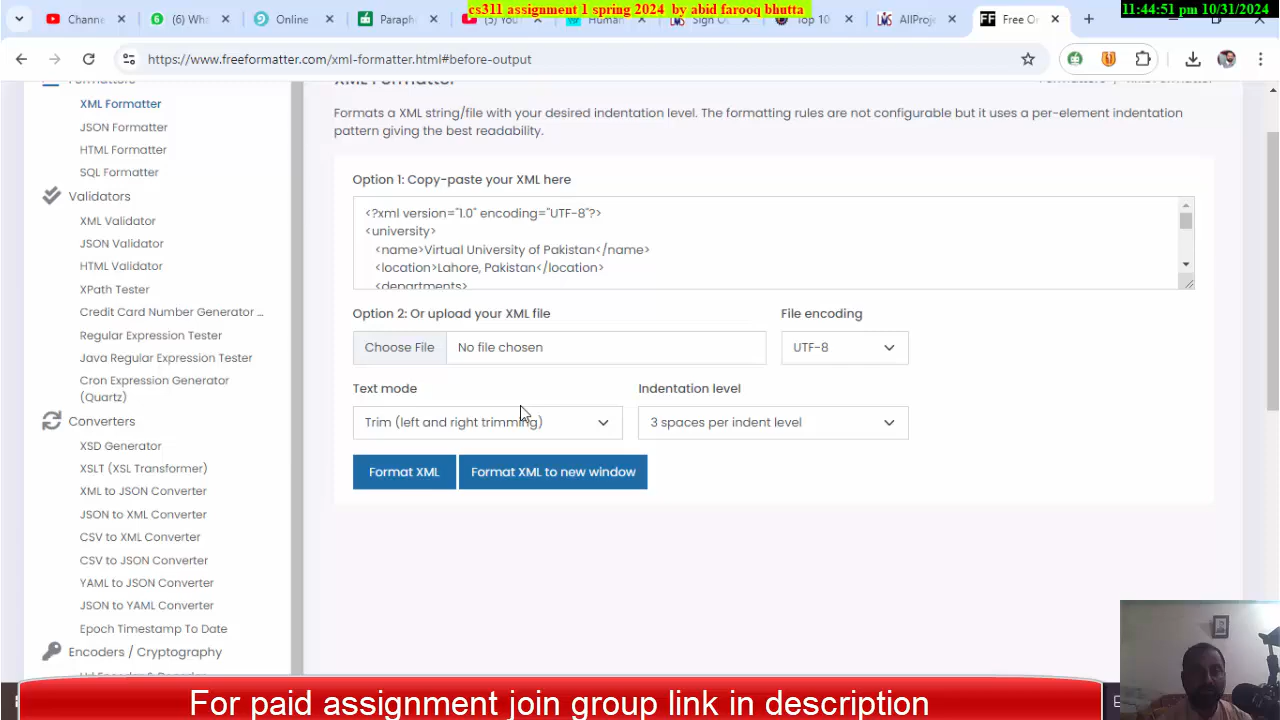 cs311 assignment 1 spring 2024 by abid farooq bhutta
11:44:51 pm 10/31/2024
Chann
(6) Wha
Online
Paraph
(5) You
Human
Sign O
Top 10
AllProj
Free O
https://www.freeformatter.com/xml-formatter.html#before-output
Formatters
XML Formatter
JSON Formatter
HTML Formatter
SQL Formatter
Validators
XML Validator
JSON Validator
HTML Validator
XPath Tester
Credit Card Number Generator ...
Regular Expression Tester
Java Regular Expression Tester
Cron Expression Generator
(Quartz)
Converters
XSD Generator
XSLT (XSL Transformer)
XML to JSON Converter
JSON to XML Converter
CSV to XML Converter
CSV to JSON Converter
YAML to JSON Converter
JSON to YAML Converter
Epoch Timestamp To Date
Encoders / Cryptography
XML Formatter
Formats a XML string/file with your desired indentation level. The formatting rules are not configurable but it uses a per-element indentation
pattern giving the best readability.
Option 1: Copy-paste your XML here
<?xml version="1.0" encoding="UTF-8"?>
<university>
<name>Virtual University of Pakistan</name>
<location>Lahore, Pakistan</location>
<departments>
Option 2: Or upload your XML file
File encoding
Choose File
No file chosen
UTF-8
Text mode
Indentation level
Trim (left and right trimming)
3 spaces per indent level
Format XML
Format XML to new window
For paid assignment join group link in description